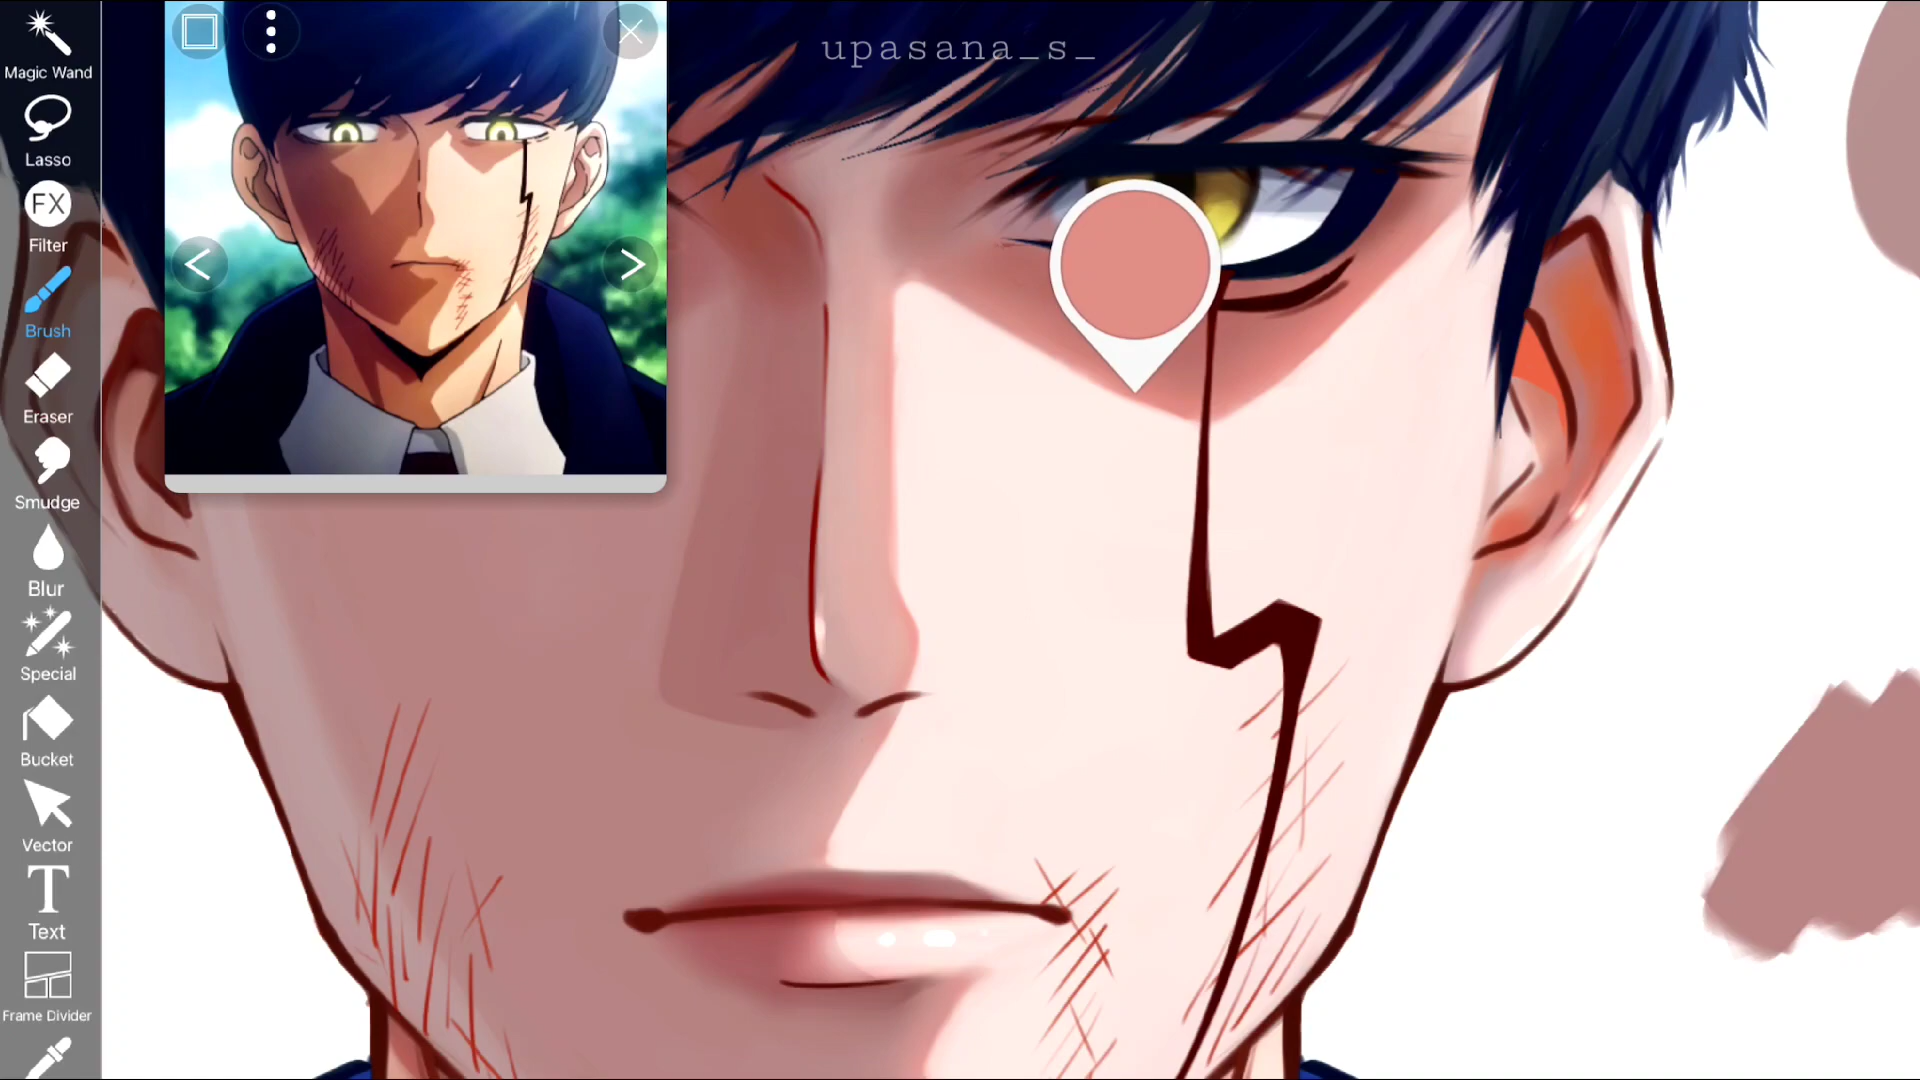 upasana_s_
Magic Wand
Lasso
FX
Filter
Brush
Eraser
Smudge
Blur
Special
Bucket
Vector
T
Text
Frame Divider